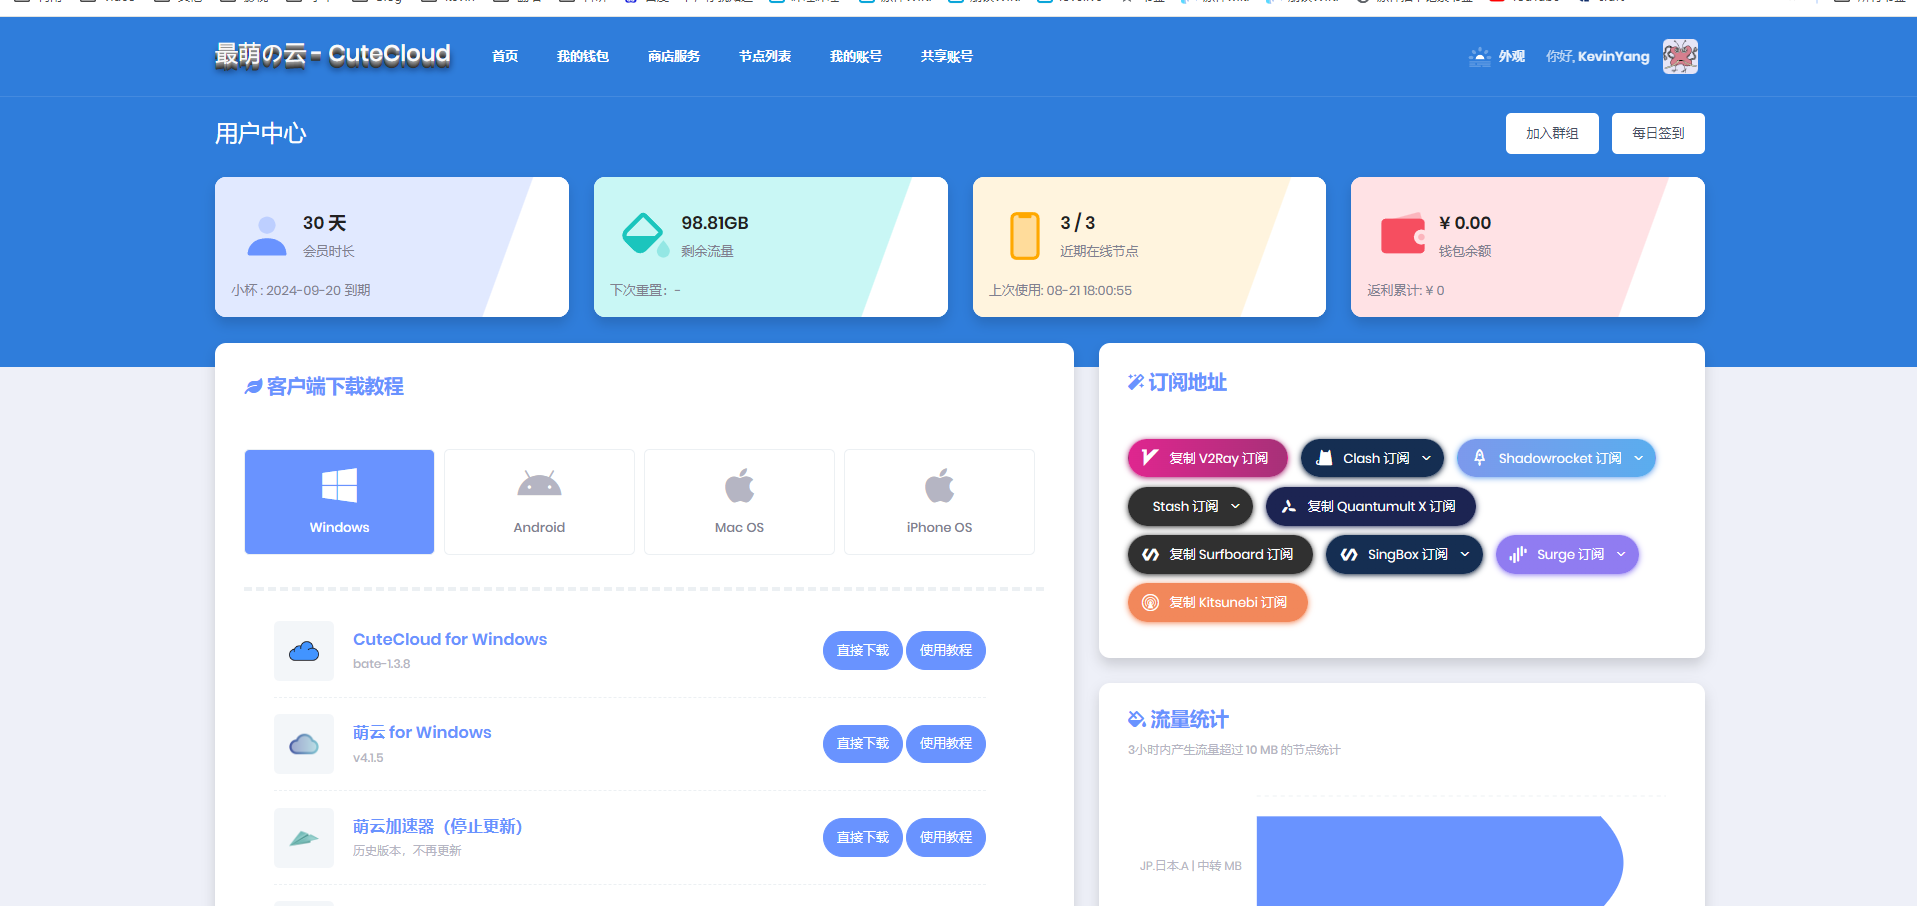 最萌の云 - CuteCloud
首页
我的钱包
商店服务
节点列表
我的账号
共享账号
外观
你好, KevinYang
用户中心
加入群组
每日签到
30 天
会员时长
小杯 : 2024-09-20 到期
98.81GB
剩余流量
下次重置：-
3 / 3
近期在线节点
上次使用: 08-21 18:00:55
¥ 0.00
钱包余额
返利累计: ¥ 0
客户端下载教程
Windows
Android
Mac OS
iPhone OS
CuteCloud for Windows
bate-1.3.8
直接下载
使用教程
萌云 for Windows
v4.1.5
直接下载
使用教程
萌云加速器（停止更新）
历史版本，不再更新
直接下载
使用教程
订阅地址
复制 V2Ray 订阅
Clash 订阅
Shadowrocket 订阅
Stash 订阅
复制 Quantumult X 订阅
复制 Surfboard 订阅
SingBox 订阅
Surge 订阅
复制 Kitsunebi 订阅
流量统计
3小时内产生流量超过 10 MB 的节点统计
JP.日本.A | 中转 MB